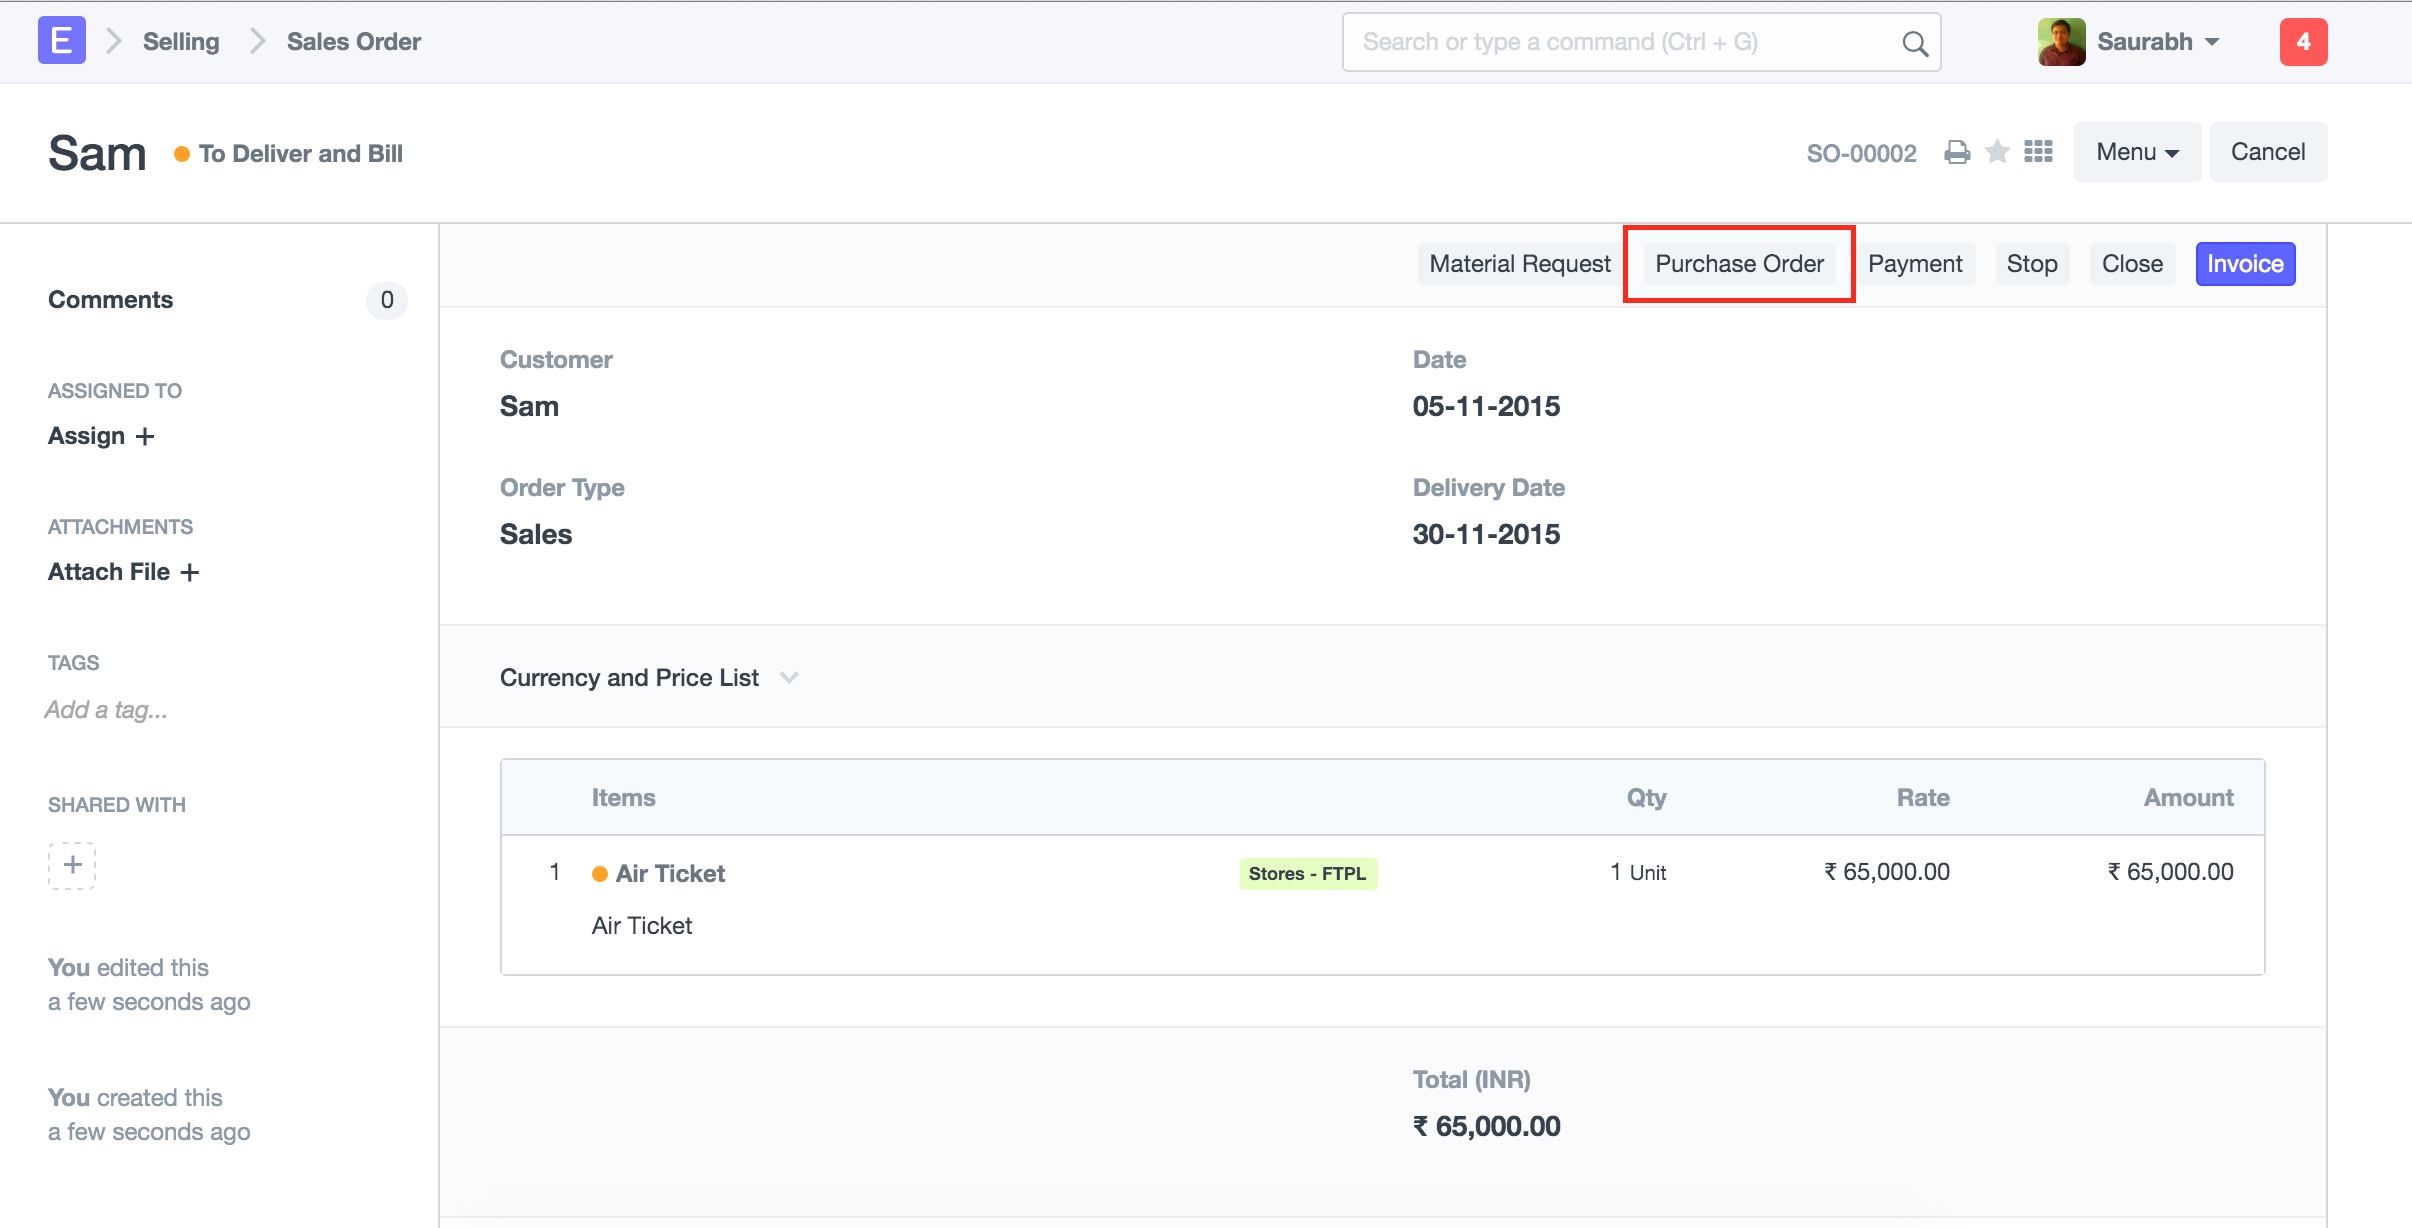 E Selling Sales Order Search or type a command (Ctrl + G) Saurabh 4
Sam To Deliver and Bill SO-00002 Menu Cancel
Material Request Purchase Order Payment Stop Close Invoice
Comments 0
ASSIGNED TO
Assign +
ATTACHMENTS
Attach File +
TAGS
Add a tag...
SHARED WITH
+
You edited this
a few seconds ago
You created this
a few seconds ago
Customer Date
Sam 05-11-2015
Order Type Delivery Date
Sales 30-11-2015
Currency and Price List
Items Qty Rate Amount
1 Air Ticket Stores - FTPL 1 Unit ₹ 65,000.00 ₹ 65,000.00
Air Ticket
Total (INR)
₹ 65,000.00